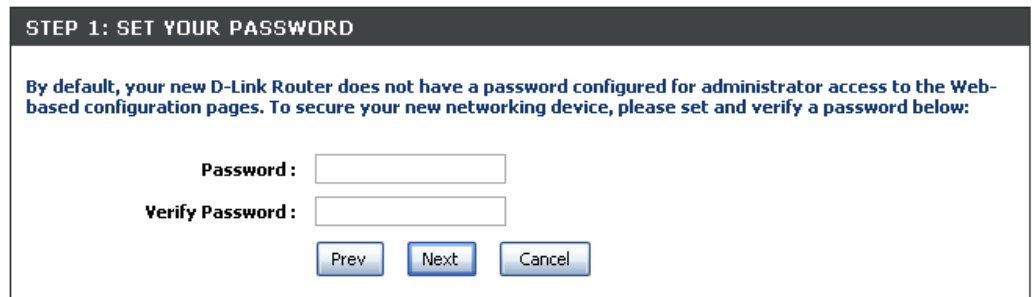 STEP 1: SET YOUR PASSWORD
By default, your new D-Link Router does not have a password configured for administrator access to the Web-
based configuration pages. To secure your new networking device, please set and verify a password below:
Password :
Verify Password :
Prev Next Cancel